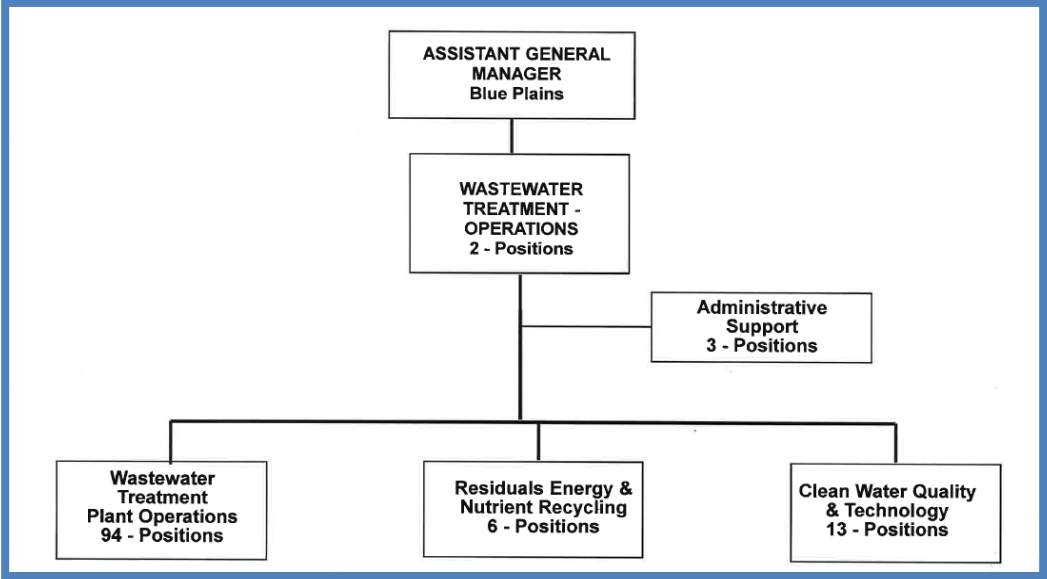 ASSISTANT GENERAL
MANAGER
Blue Plains
WASTEWATER
TREATMENT -
OPERATIONS
2 - Positions
Administrative
Support
3 - Positions
Wastewater
Treatment
Plant Operations
94 - Positions
Residuals Energy &
Nutrient Recycling
6 - Positions
Clean Water Quality
& Technology
13 - Positions